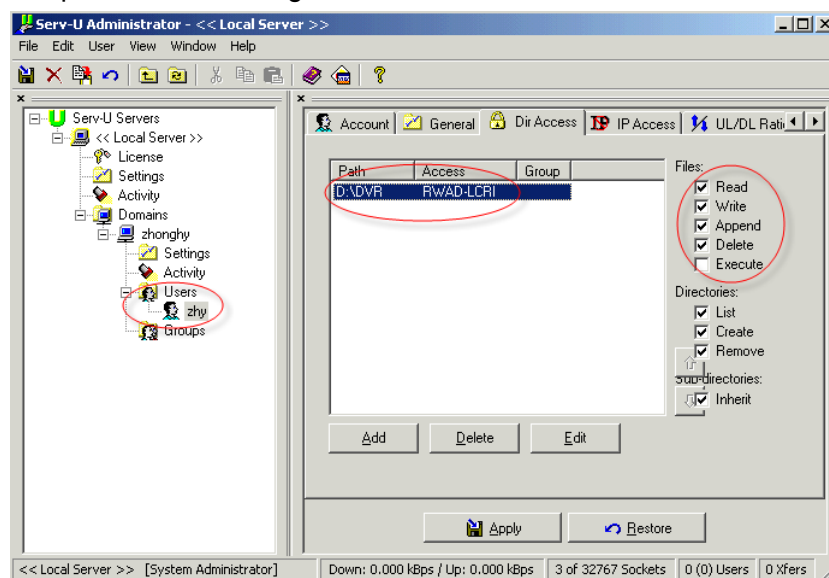 Serv-U Administrator - << Local Server >>
File Edit User View Window Help
Serv-U Servers
<< Local Server >>
License
Settings
Activity
Domains
zhonghy
Settings
Activity
Users
zhy
Groups
Account General Dir Access IP Access UL/DL Rati
Path Access Group
D:\DVR RWAD-LCRI
Files:
Read
Write
Append
Delete
Execute
Directories:
List
Create
Remove
Sub-directories:
Inherit
Add Delete Edit
Apply Restore
<< Local Server >> [System Administrator] Down: 0.000 kBps / Up: 0.000 kBps 3 of 32767 Sockets 0 (0) Users 0 Xfers